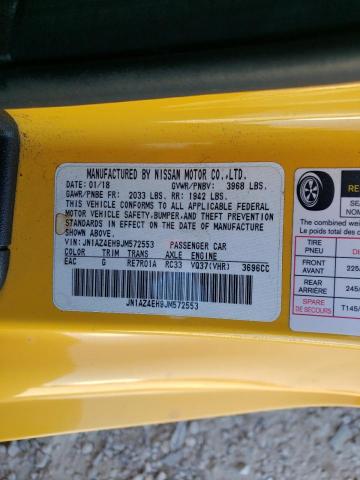 MANUFACTURED BY NISSAN MOTOR CO.,LTD.
DATE: 01/18 GVWR/PNBV: 3968 LBS.
GAWR/PNBE FR: 2033 LBS. RR: 1942 LBS.
THIS VEHICLE CONFORMS TO ALL APPLICABLE FEDERAL
MOTOR VEHICLE SAFETY,BUMPER,AND THEFT PREVENTION
STANDARDS IN EFFECT ON THE DATE OF MANUFACTURE
SHOWN ABOVE.
VIN: JN1AZ4EH9JM572553 PASSENGER CAR
COLOR TRIM TRANS AXLE ENGINE
EAC G RE7R01A RC33 VQ37(VHR) 3696CC
JN1AZ4EH9JM572553
The combined
Le poids total
TIRE
PNEU
FRONT
AVANT
REAR
ARRIÈRE
245/
SPARE
DE SECOURS
T145/